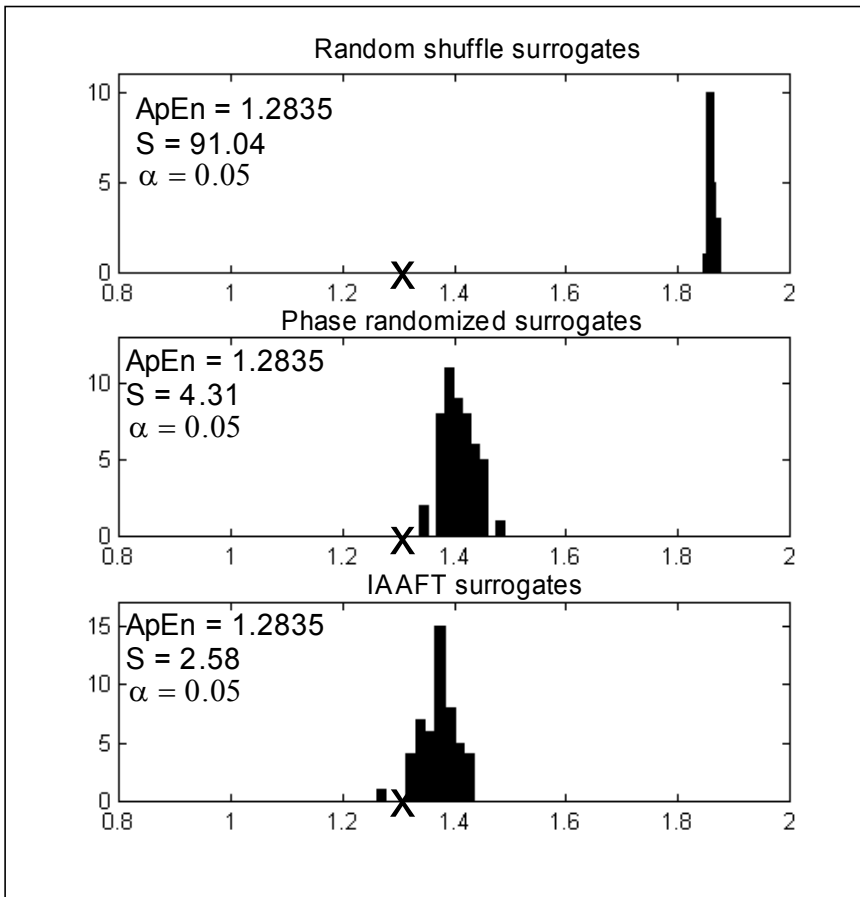 Random shuffle surrogates
10
5
0
ApEn = 1.2835
S = 91.04
α = 0.05
X
0.8 1 1.2 1.4 1.6 1.8 2
Phase randomized surrogates
10
5
0
ApEn = 1.2835
S = 4.31
α = 0.05
X
0.8 1 1.2 1.4 1.6 1.8 2
IAAFT surrogates
15
10
5
0
ApEn = 1.2835
S = 2.58
α = 0.05
X
0.8 1 1.2 1.4 1.6 1.8 2